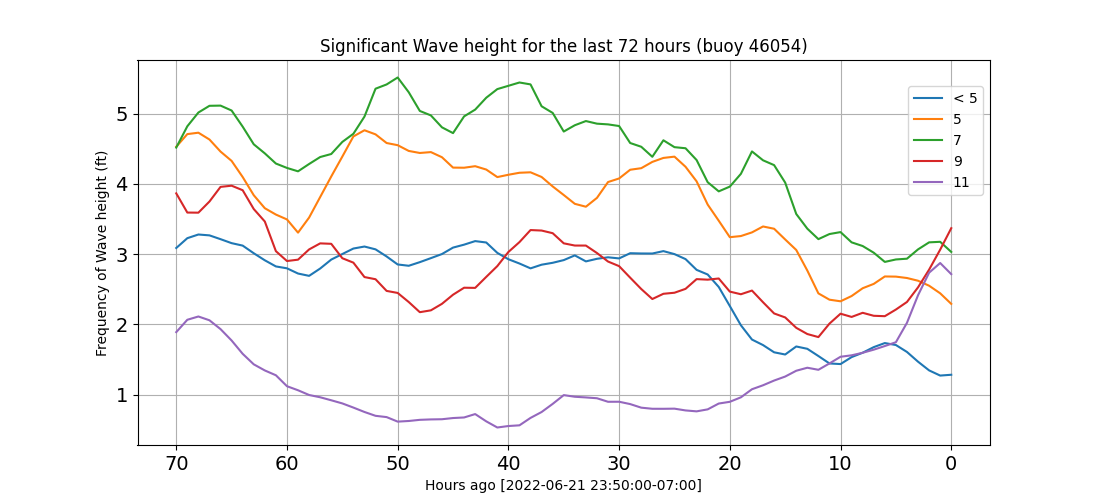 Significant Wave height for the last 72 hours (buoy 46054)
Frequency of Wave height (ft)
5
4
3
2
1
< 5
5
7
9
11
70 60 50 40 30 20 10 0
Hours ago [2022-06-21 23:50:00-07:00]